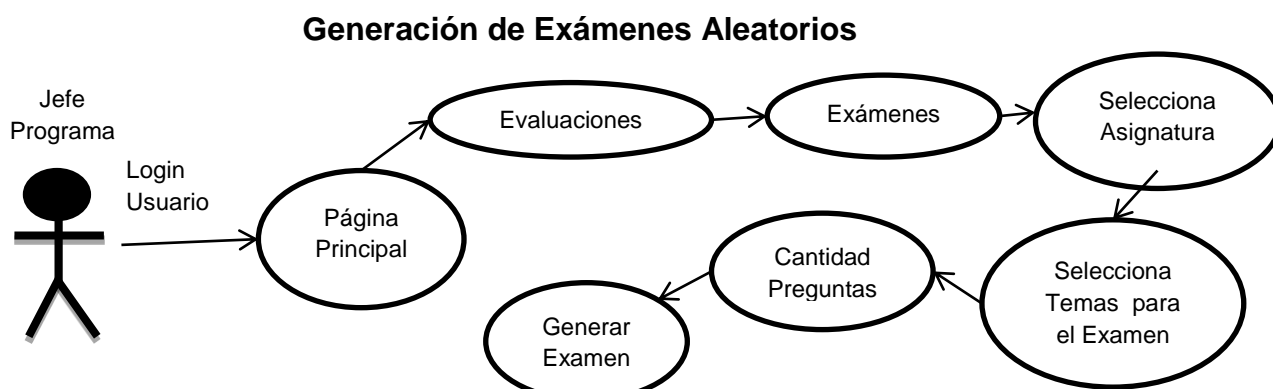 Generación de Exámenes Aleatorios
Jefe
Programa
Login
Usuario
Página
Principal
Evaluaciones
Exámenes
Selecciona
Asignatura
Selecciona
Temas para
el Examen
Cantidad
Preguntas
Generar
Examen